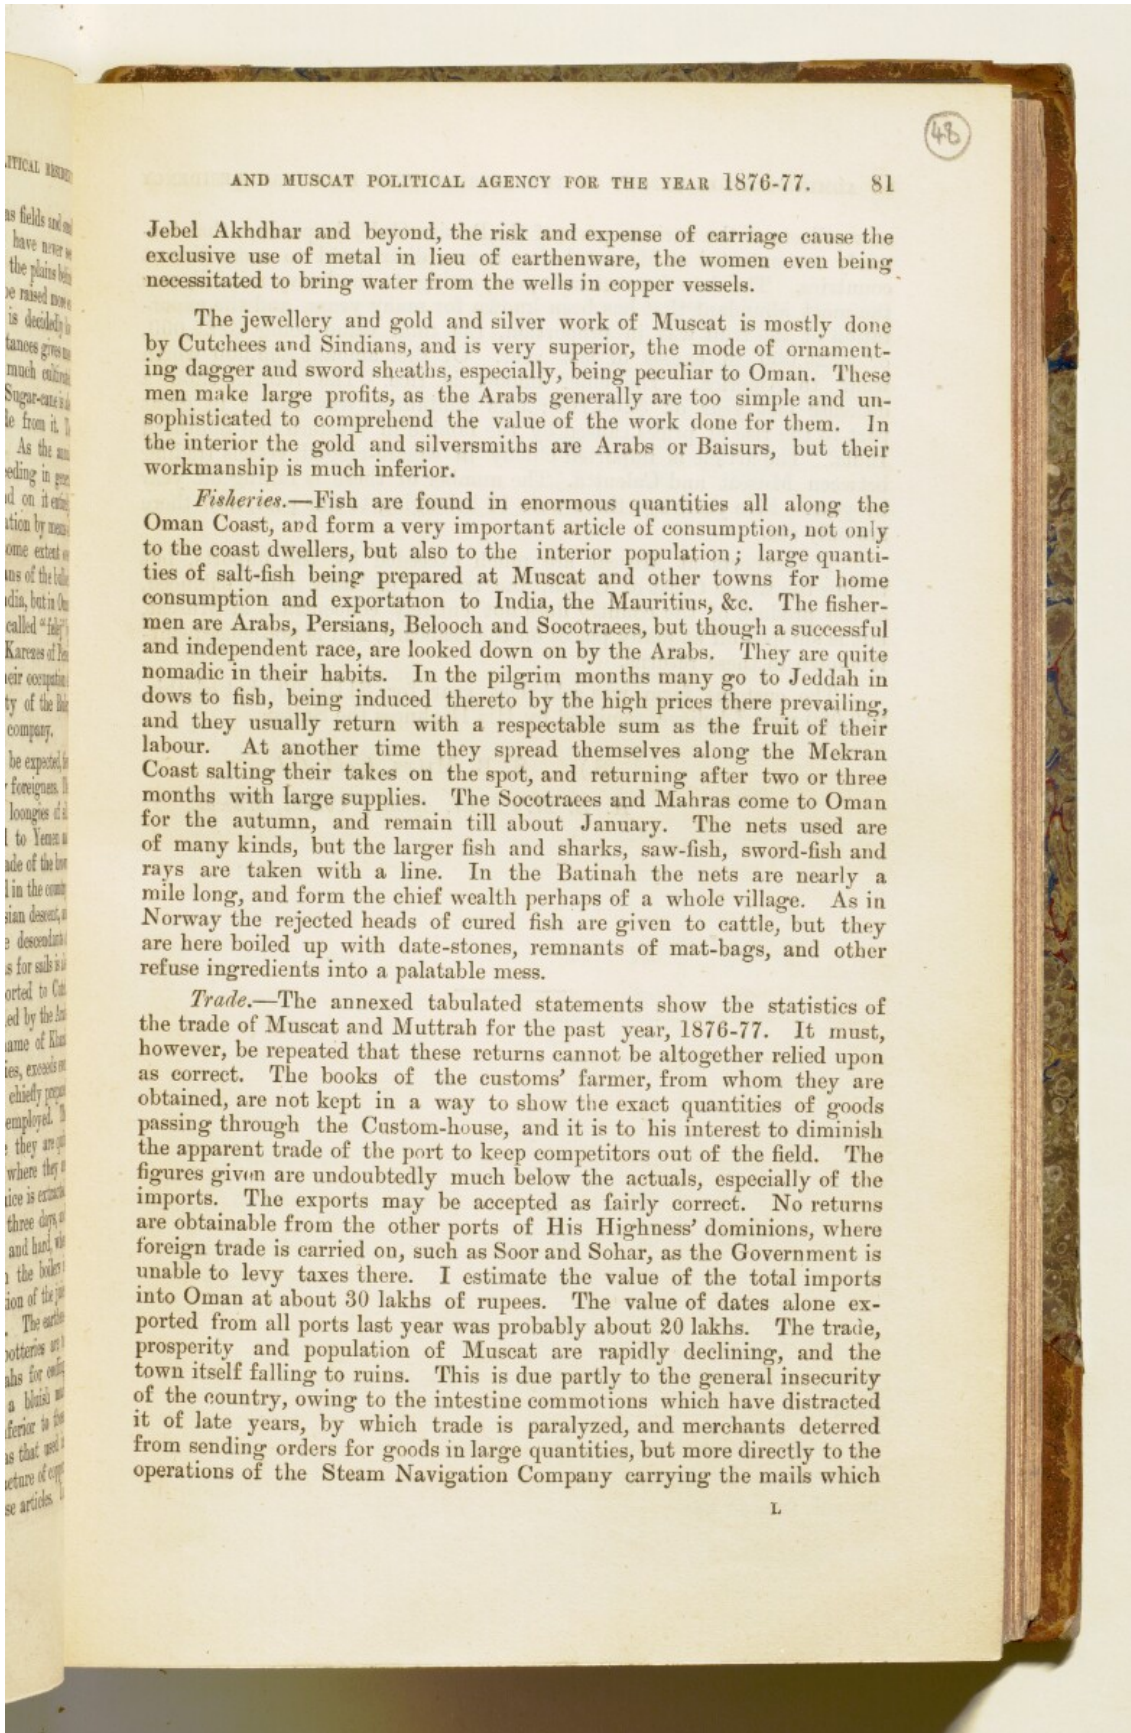 48
AND MUSCAT POLITICAL AGENCY FOR THE YEAR 1876-77. 81
Jebel Akhdhar and beyond, the risk and expense of carriage cause the
exclusive use of metal in lieu of earthenware, the women even being
necessitated to bring water from the wells in copper vessels.
The jewellery and gold and silver work of Muscat is mostly done
by Cutchees and Sindians, and is very superior, the mode of ornament-
ing dagger and sword sheaths, especially, being peculiar to Oman. These
men make large profits, as the Arabs generally are too simple and un-
sophisticated to comprehend the value of the work done for them. In
the interior the gold and silversmiths are Arabs or Baisurs, but their
workmanship is much inferior.
Fisheries.—Fish are found in enormous quantities all along the
Oman Coast, and form a very important article of consumption, not only
to the coast dwellers, but also to the interior population; large quanti-
ties of salt-fish being prepared at Muscat and other towns for home
consumption and exportation to India, the Mauritius, &c. The fisher-
men are Arabs, Persians, Belooch and Socotraees, but though a successful
and independent race, are looked down on by the Arabs. They are quite
nomadic in their habits. In the pilgrim months many go to Jeddah in
dows to fish, being induced thereto by the high prices there prevailing,
and they usually return with a respectable sum as the fruit of their
labour. At another time they spread themselves along the Mekran
Coast salting their takes on the spot, and returning after two or three
months with large supplies. The Socotraees and Mahras come to Oman
for the autumn, and remain till about January. The nets used are
of many kinds, but the larger fish and sharks, saw-fish, sword-fish and
rays are taken with a line. In the Batinah the nets are nearly a
mile long, and form the chief wealth perhaps of a whole village. As in
Norway the rejected heads of cured fish are given to cattle, but they
are here boiled up with date-stones, remnants of mat-bags, and other
refuse ingredients into a palatable mess.
Trade.—The annexed tabulated statements show the statistics of
the trade of Muscat and Muttrah for the past year, 1876-77. It must,
however, be repeated that these returns cannot be altogether relied upon
as correct. The books of the customs' farmer, from whom they are
obtained, are not kept in a way to show the exact quantities of goods
passing through the Custom-house, and it is to his interest to diminish
the apparent trade of the port to keep competitors out of the field. The
figures given are undoubtedly much below the actuals, especially of the
imports. The exports may be accepted as fairly correct. No returns
are obtainable from the other ports of His Highness' dominions, where
foreign trade is carried on, such as Soor and Sohar, as the Government is
unable to levy taxes there. I estimate the value of the total imports
into Oman at about 30 lakhs of rupees. The value of dates alone ex-
ported from all ports last year was probably about 20 lakhs. The trade,
prosperity and population of Muscat are rapidly declining, and the
town itself falling to ruins. This is due partly to the general insecurity
of the country, owing to the intestine commotions which have distracted
it of late years, by which trade is paralyzed, and merchants deterred
from sending orders for goods in large quantities, but more directly to the
operations of the Steam Navigation Company carrying the mails which
L